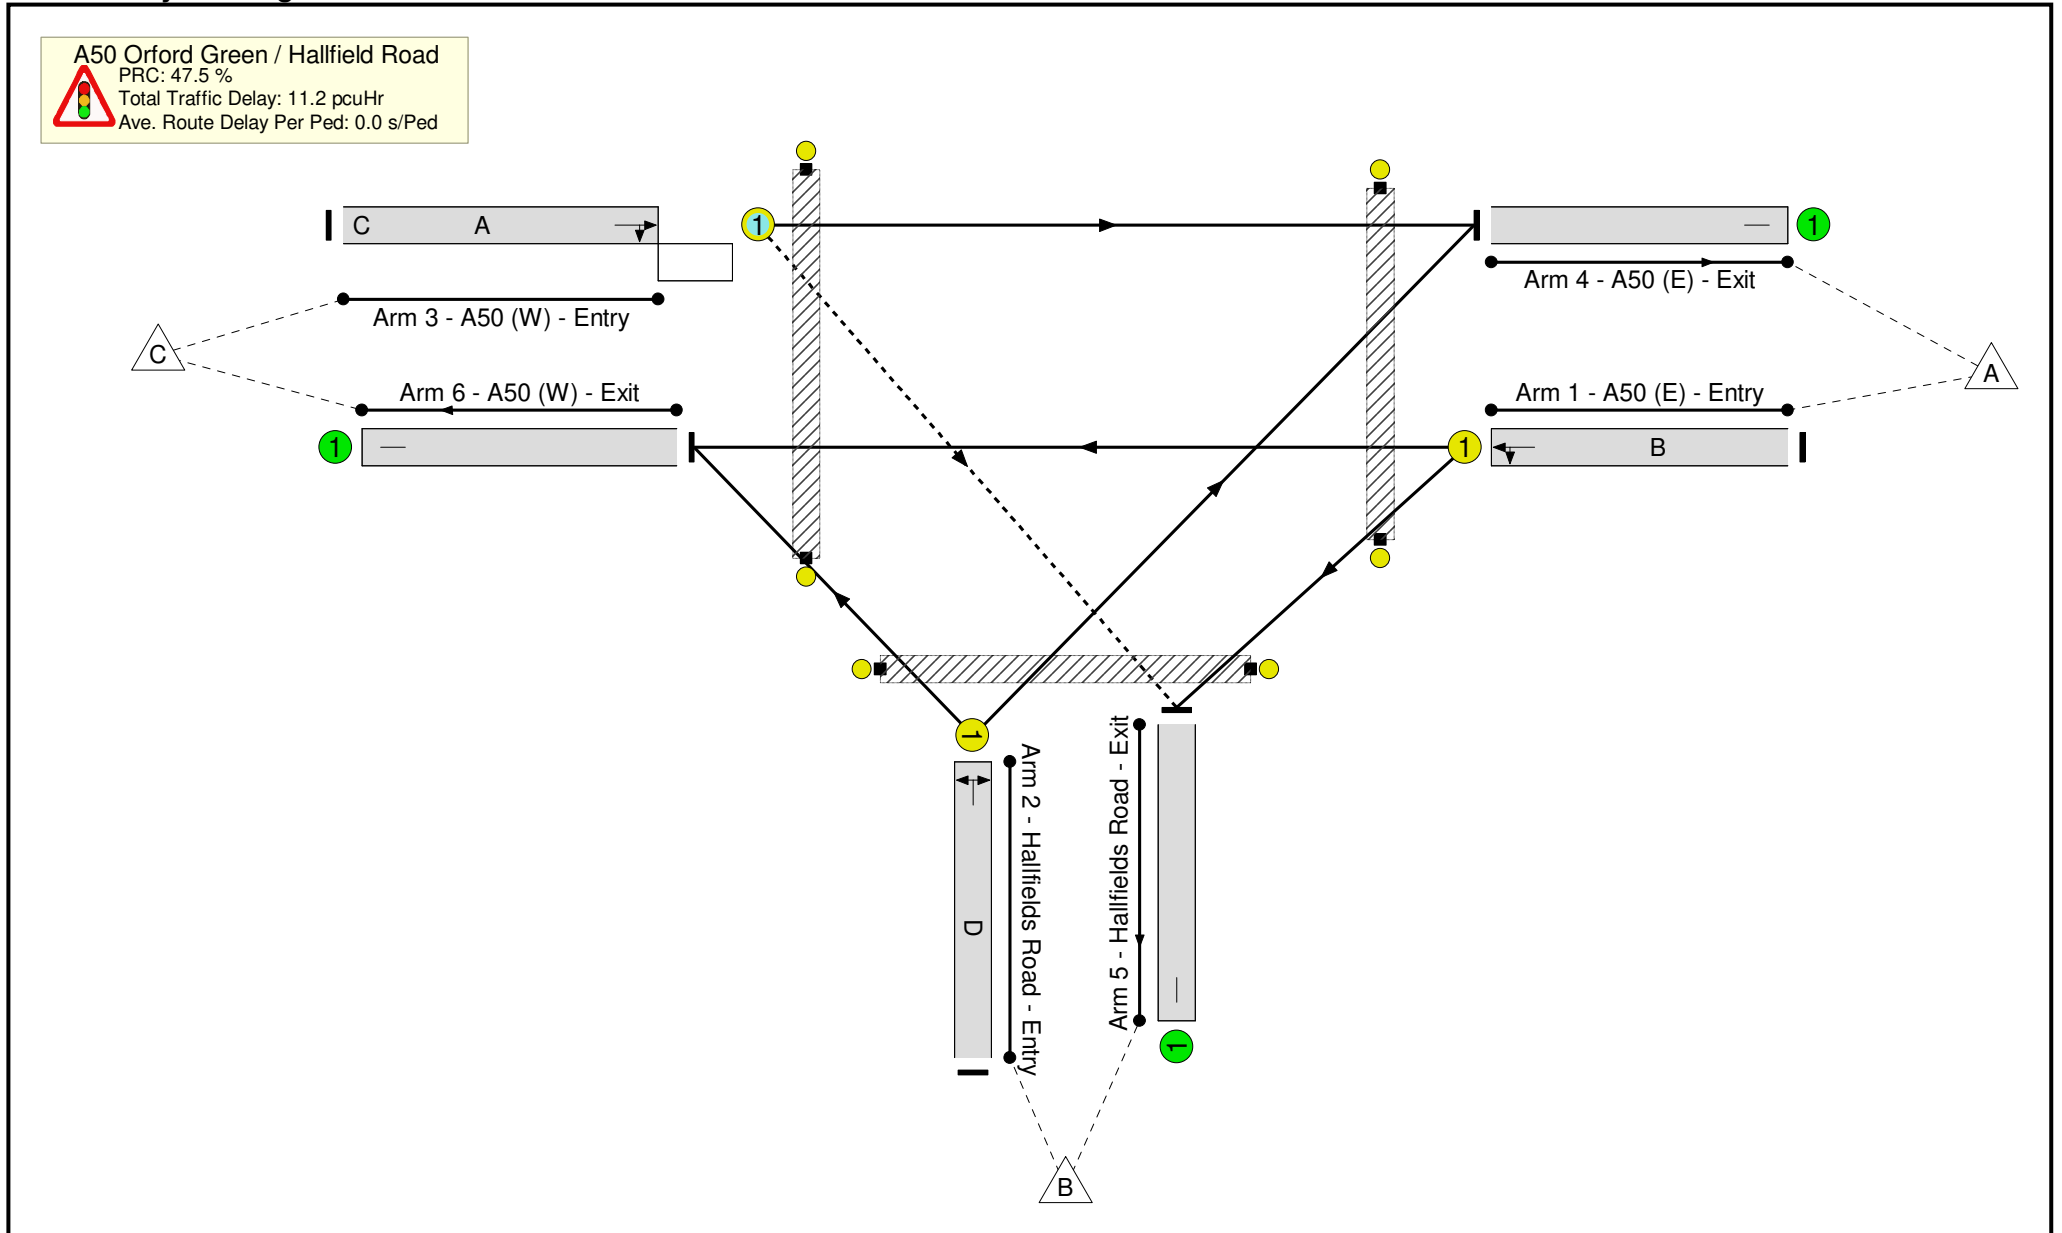 A50 Orford Green / Hallfield Road
PRC: 47.5 %
Total Traffic Delay: 11.2 pcuHr
Ave. Route Delay Per Ped: 0.0 s/Ped
C A
1
1
Arm 4 - A50 (E) - Exit
Arm 3 - A50 (W) - Entry
C
A
Arm 6 - A50 (W) - Exit
Arm 1 - A50 (E) - Entry
1
1
B
1
Arm 2 - Hallfields Road - Entry
Arm 5 - Hallfields Road - Exit
D
1
B